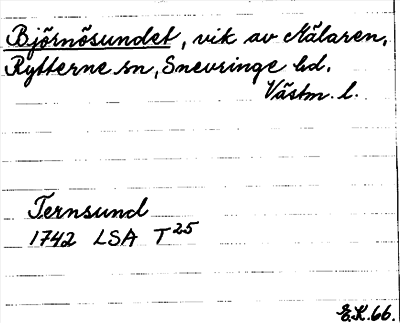 Björnösundet, vik av Mälaren,
Rytterne sn, Snevringe hd.
Västm. l.
Ternsund
1742 LSA T25
E.K.66.